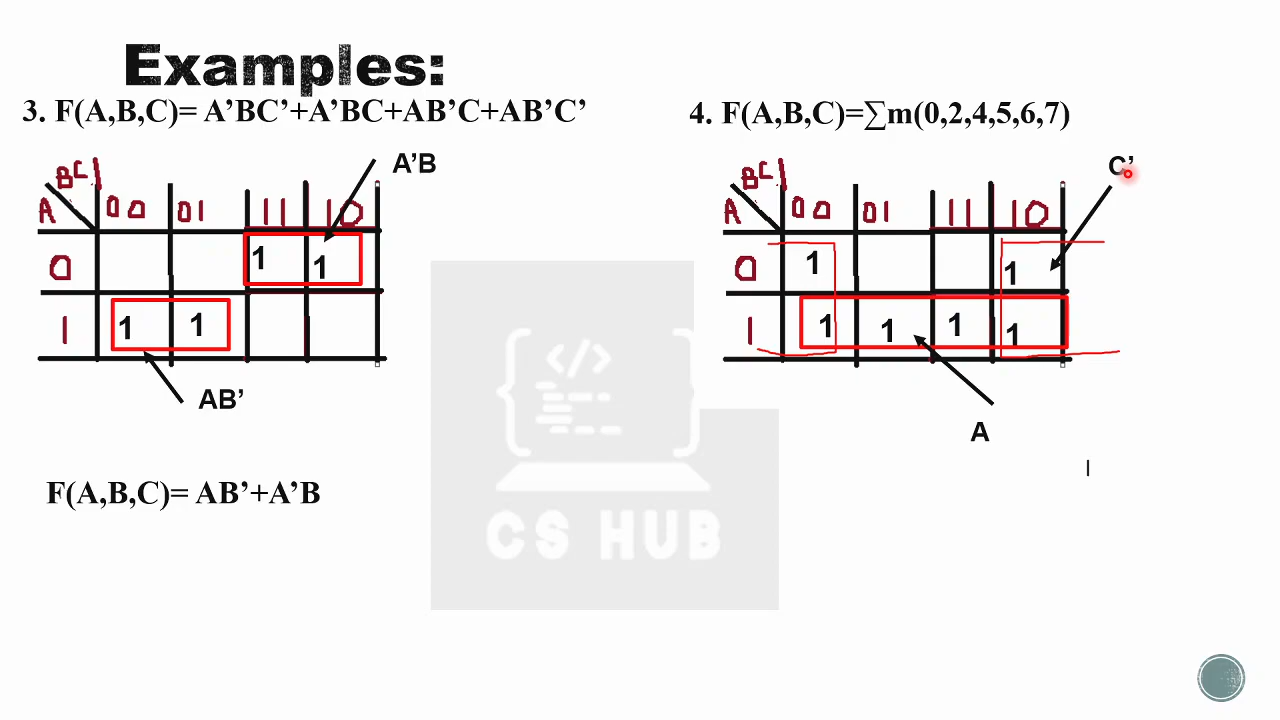 Examples:
3. F(A,B,C)= A’BC’+A’BC+AB’C+AB’C’
BC
A
00 01 11 10
A’B
0 1 1
1 1 1
AB’
F(A,B,C)= AB’+A’B
4. F(A,B,C)=∑m(0,2,4,5,6,7)
BC
A
00 01 11 10
C’
0 1 1
1 1 1 1 1
A
</>
CS HUB